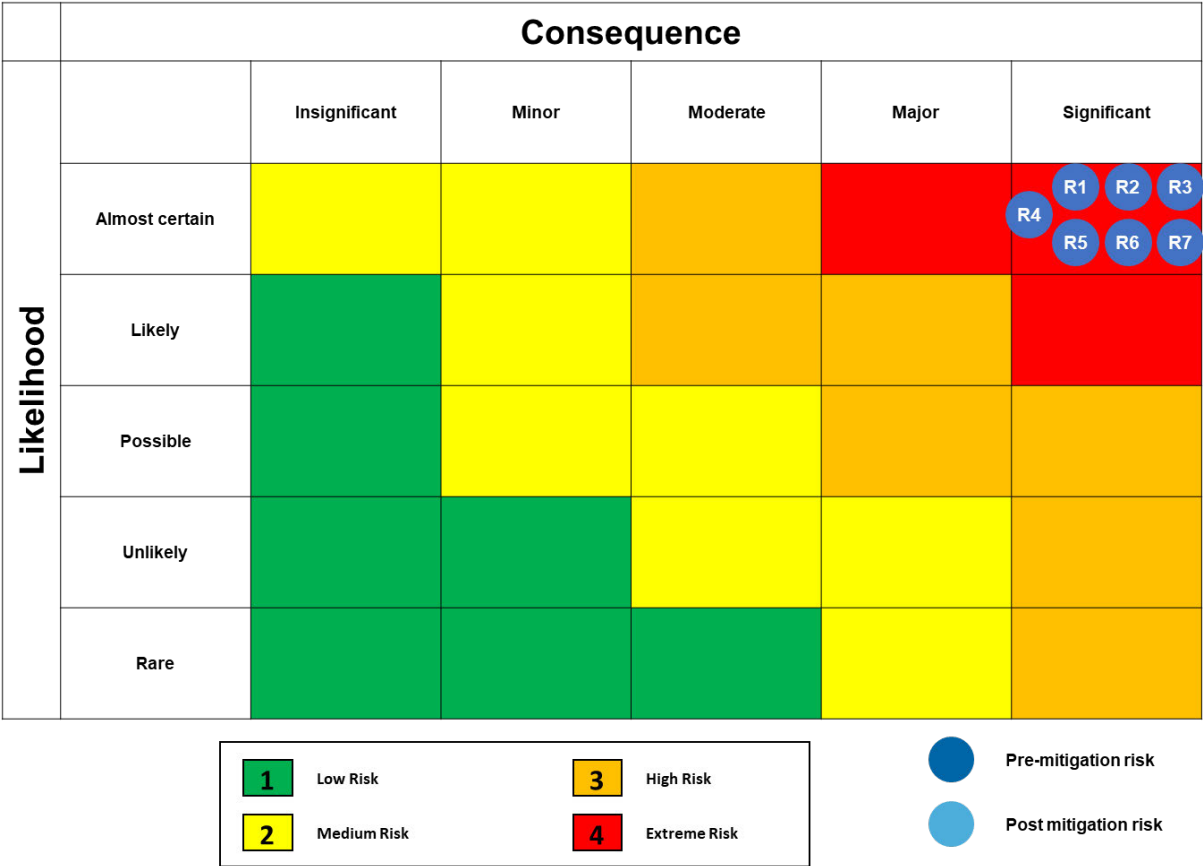 Consequence
Likelihood
Insignificant
Minor
Moderate
Major
Significant
Almost certain
R1
R2
R3
R4
R5
R6
R7
Likely
Possible
Unlikely
Rare
1
Low Risk
3
High Risk
2
Medium Risk
4
Extreme Risk
Pre-mitigation risk
Post mitigation risk